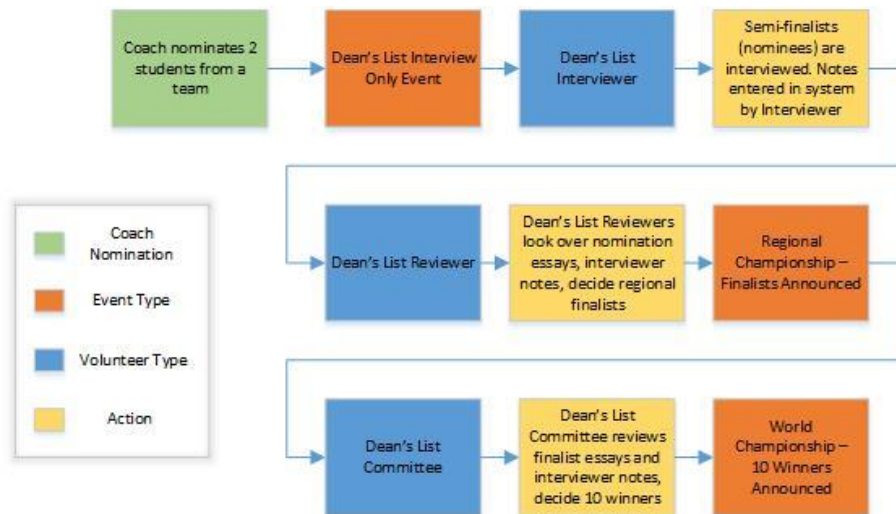 Coach nominates 2
students from a
team
Dean's List Interview
Only Event
Dean's List
Interviewer
Semi-finalists
(nominees) are
interviewed. Notes
entered in system
by Interviewer
Dean's List Reviewer
Dean's List Reviewers
look over nomination
essays, interviewer
notes, decide regional
finalists
Regional
Championship –
Finalists Announced
Coach
Nomination
Event Type
Volunteer Type
Action
Dean's List
Committee
Dean's List
Committee reviews
finalist essays and
interviewer notes,
decide 10 winners
World
Championship –
10 Winners
Announced